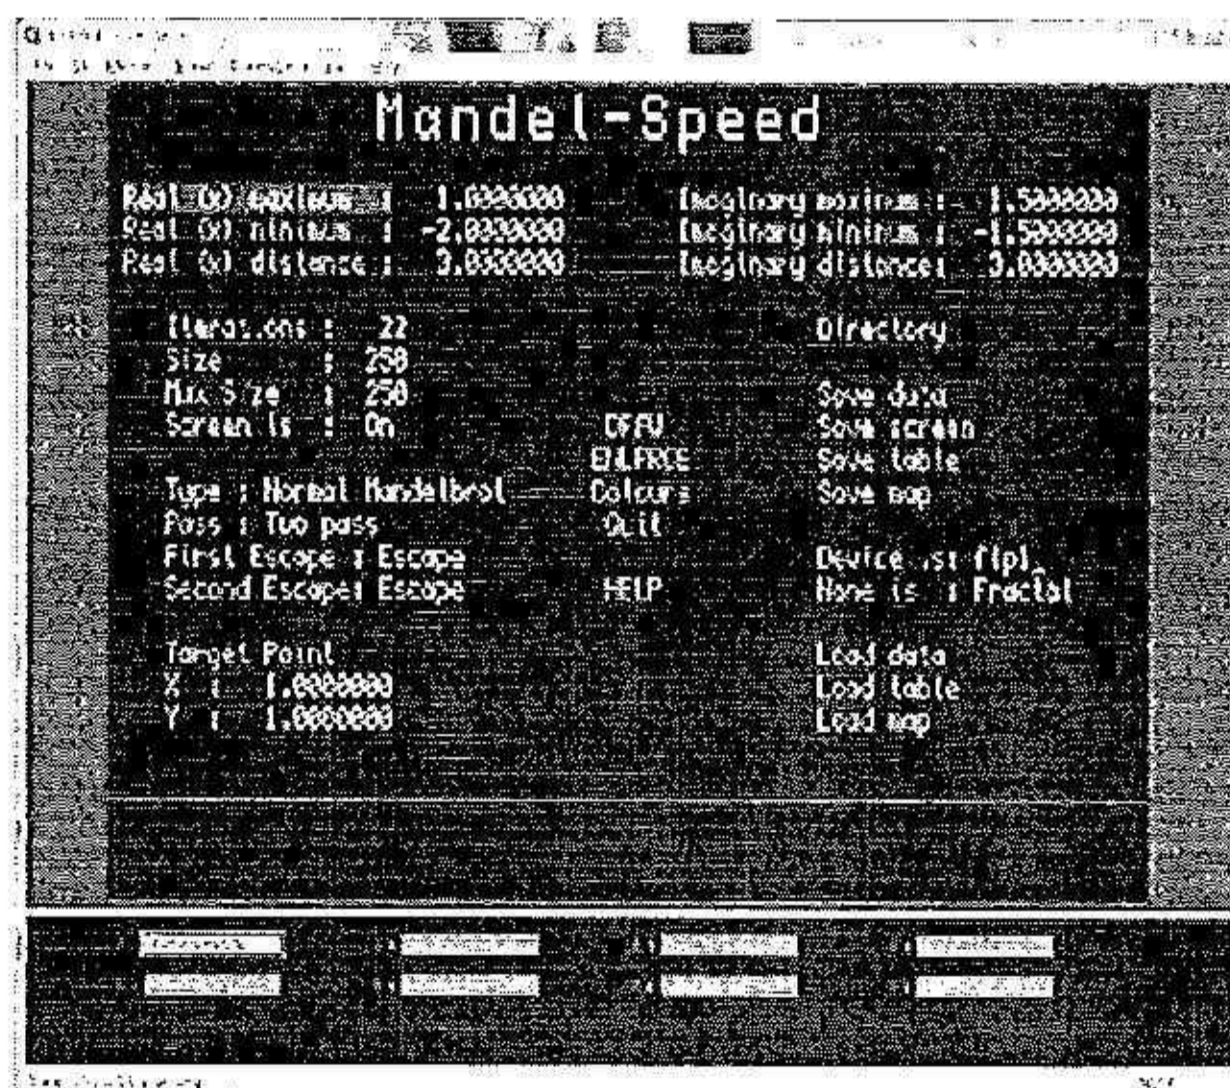 Mandel-Speed
Real (x) maximum : 1.0000000 Imaginary maximum : 1.5000000
Real (x) minimum : -2.0000000 Imaginary minimum : -1.5000000
Real (x) distance : 3.0000000 Imaginary distance: 3.0000000
Iterations : 22 Directory
Size : 250
Max Size : 250 Save data
Screen is : On DRAW Save screen
ENLARGE Save table
Type : Normal Mandelbrot Colours Save map
Pass : Two pass Quit
First Escape : Escape Device is: flp1_
Second Escape: Escape HELP Name is : Fractal
Target Point Load data
X : 1.0000000 Load table
Y : 1.0000000 Load map